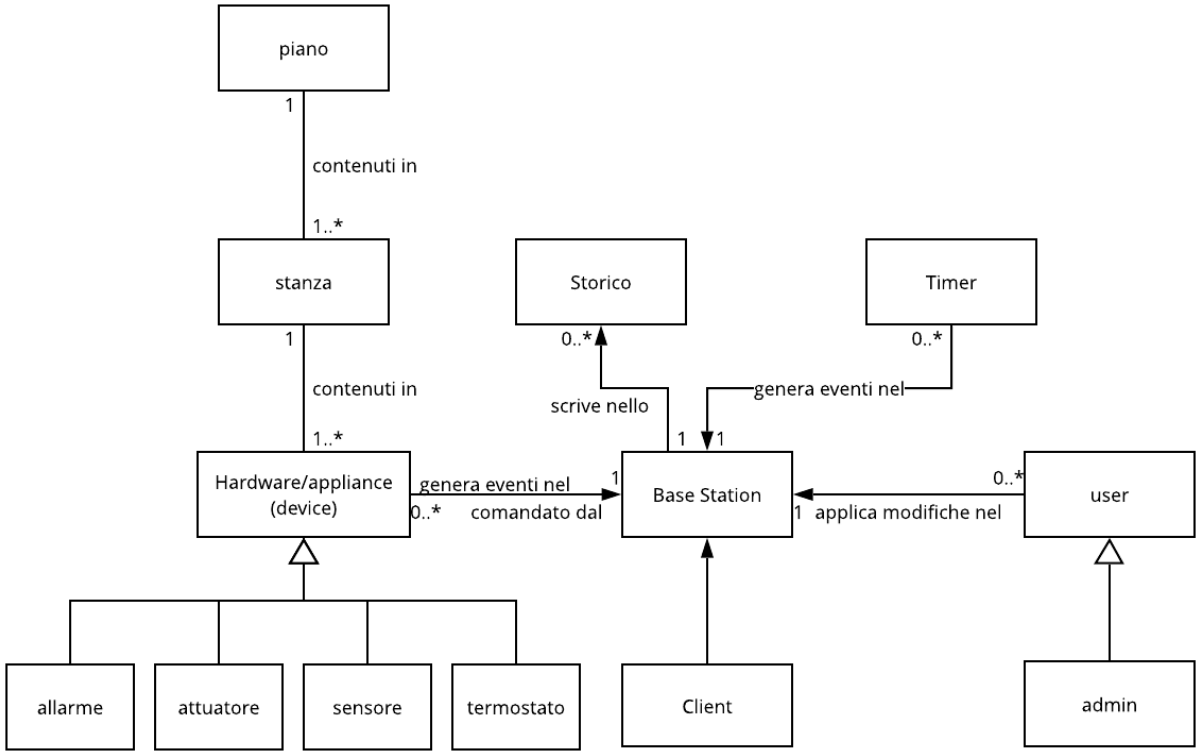 piano
1
contenuti in
1..*
stanza
Storico
Timer
1
0..*
0..*
contenuti in
genera eventi nel
scrive nello
1..*
1
1
Hardware/appliance
(device)
genera eventi nel
1
0..*
comandato dal
Base Station
0..*
1
applica modifiche nel
user
allarme
attuatore
sensore
termostato
Client
admin